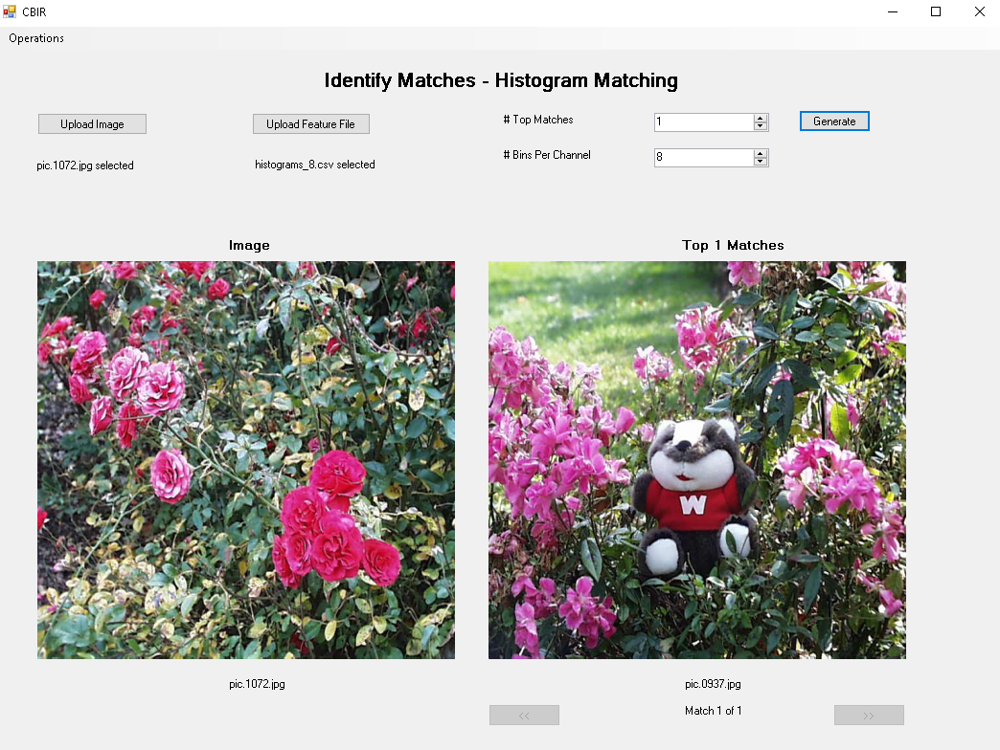 CBIR
Operations
Identify Matches - Histogram Matching
Upload Image
Upload Feature File
# Top Matches
1
Generate
# Bins Per Channel
8
pic.1072.jpg selected
histograms_8.csv selected
Image
Top 1 Matches
W
pic.1072.jpg
pic.0937.jpg
<<
Match 1 of 1
>>